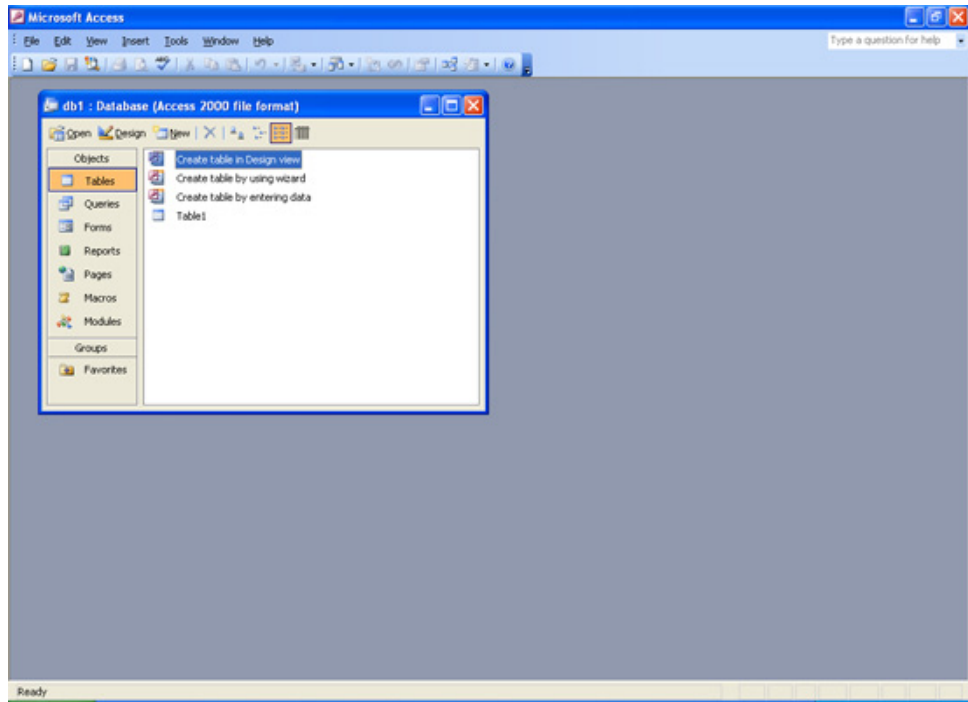 Microsoft Access
File Edit View Insert Tools Window Help
Type a question for help
db1 : Database (Access 2000 file format)
Open Design New
Objects
Tables
Queries
Forms
Reports
Pages
Macros
Modules
Groups
Favorites
Create table in Design view
Create table by using wizard
Create table by entering data
Table1
Ready